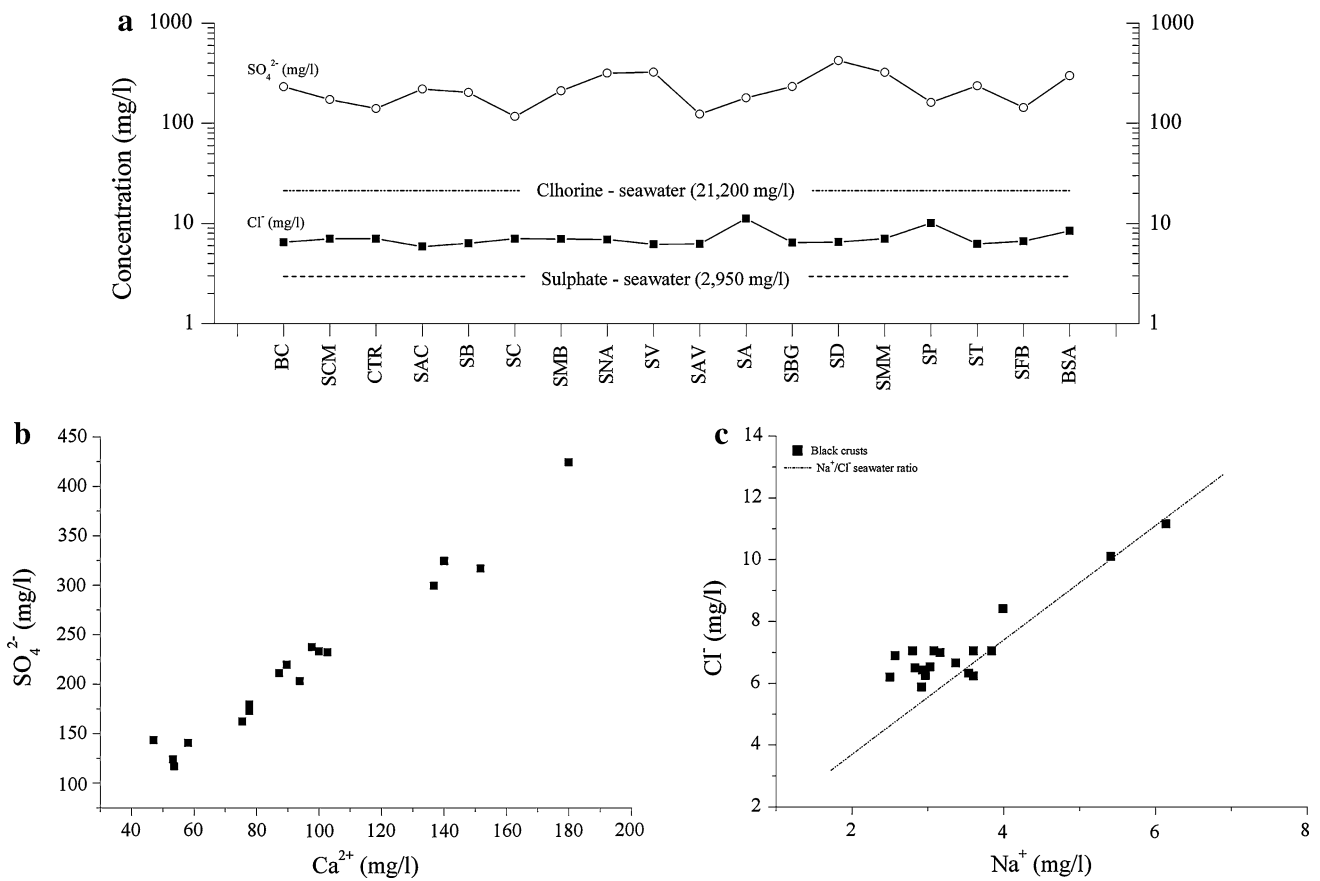 a
1000
100
10
1
Concentration (mg/l)
SO₄²⁻ (mg/l)
Clhorine - seawater (21,200 mg/l)
Cl⁻ (mg/l)
Sulphate - seawater (2,950 mg/l)
1000
100
10
1
BC SCM CTR SAC SB SC SMB SNA SV SAV SA SBG SD SMM SP ST SFB BSA
b
450
400
350
300
250
200
150
100
SO₄²⁻ (mg/l)
40 60 80 100 120 140 160 180 200
Ca²⁺ (mg/l)
c
14
12
10
8
6
4
2
Cl⁻ (mg/l)
Black crusts
Na⁺/Cl⁻ seawater ratio
2 4 6 8
Na⁺ (mg/l)